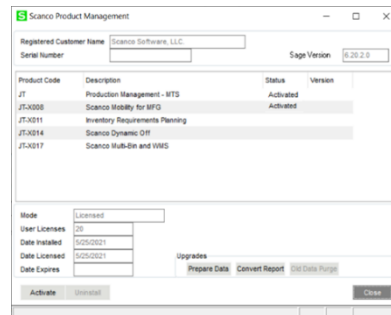 S Scanco Product Management
Registered Customer Name Scanco Software, LLC.
Serial Number Sage Version 6.20.2.0
Product Code Description Status Version
JT Production Management - MTS Activated
JT-X008 Scanco Mobility for MFG Activated
JT-X011 Inventory Requirements Planning
JT-X014 Scanco Dynamic Off
JT-X017 Scanco Multi-Bin and WMS
Mode Licensed
User Licenses 20
Date Installed 5/25/2021
Date Licensed 5/25/2021 Upgrades
Date Expires Prepare Data Convert Report Old Data Purge
Activate Uninstall Close